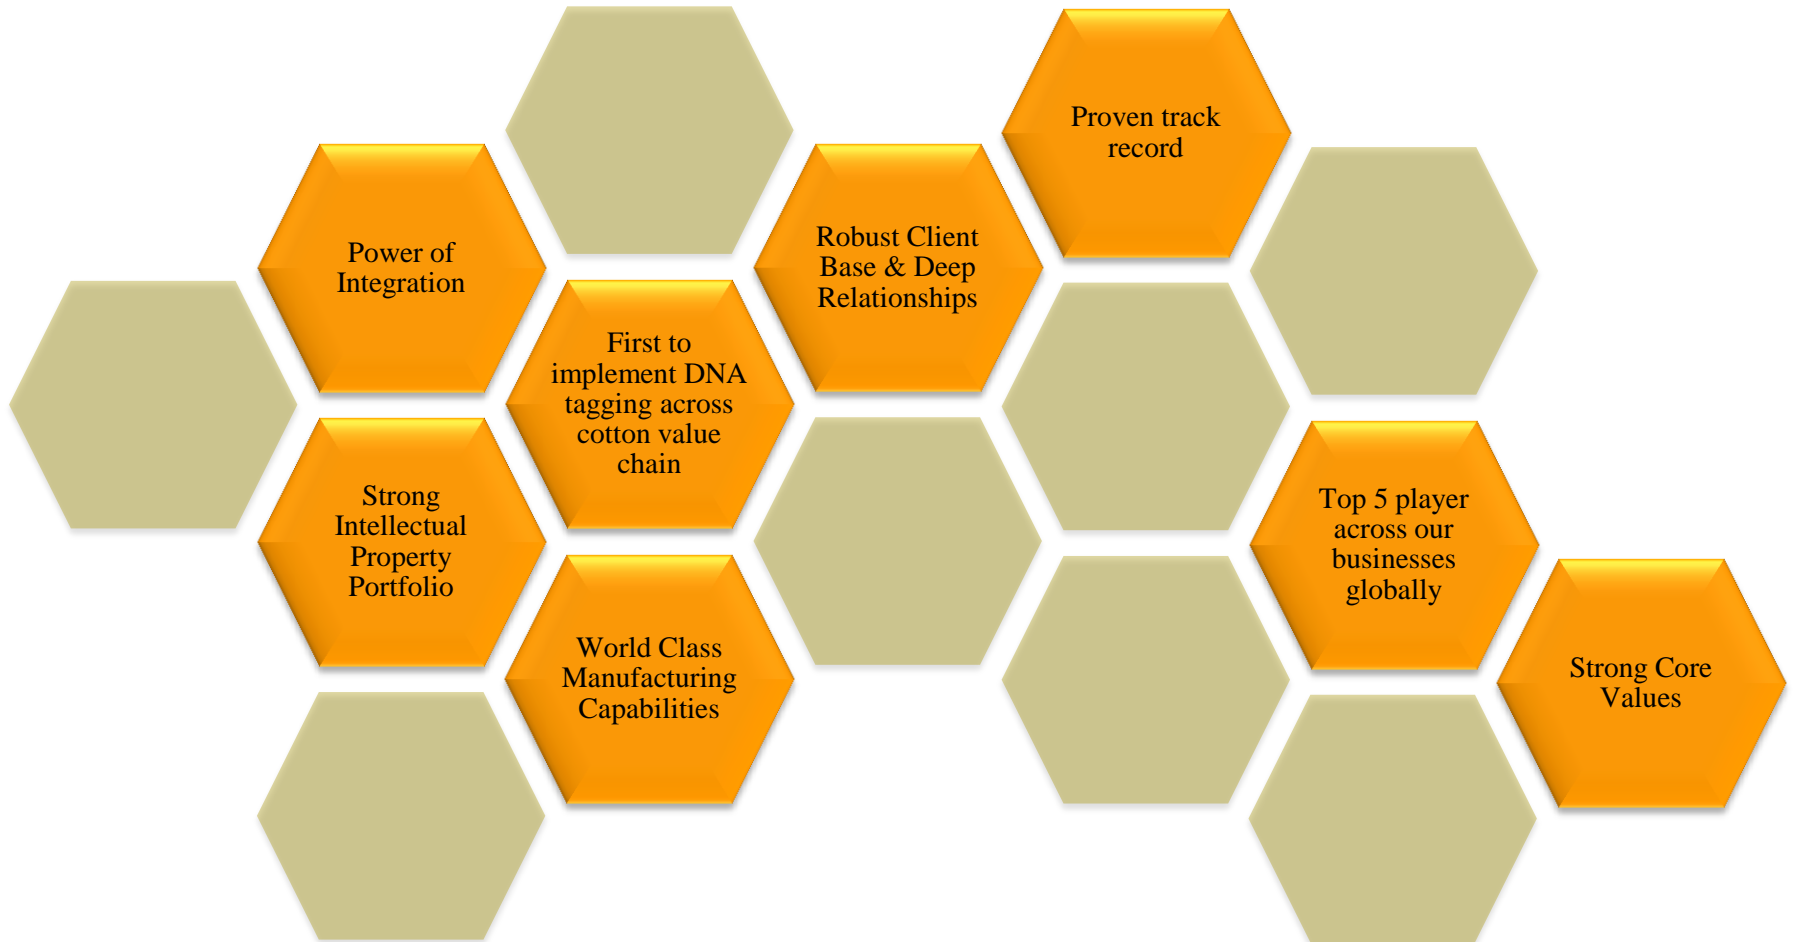 Proven track
record
Power of
Integration
Robust Client
Base & Deep
Relationships
First to
implement DNA
tagging across
cotton value
chain
Strong
Intellectual
Property
Portfolio
Top 5 player
across our
businesses
globally
World Class
Manufacturing
Capabilities
Strong Core
Values